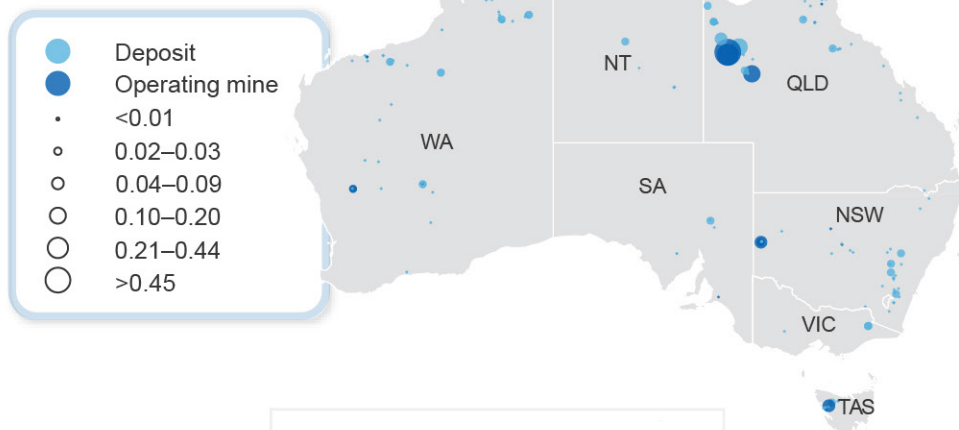 Deposit
Operating mine
<0.01
0.02–0.03
0.04–0.09
0.10–0.20
0.21–0.44
>0.45
NT
QLD
WA
SA
NSW
VIC
TAS